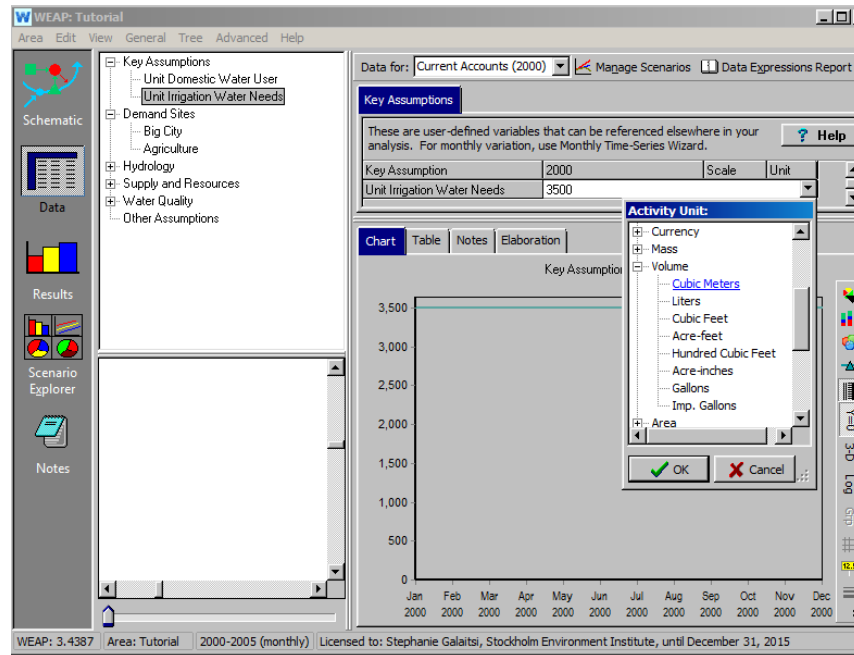 WEAP: Tutorial
Area Edit View General Tree Advanced Help
Schematic
Data
Results
Scenario
Explorer
Notes
Key Assumptions
Unit Domestic Water User
Unit Irrigation Water Needs
Demand Sites
Big City
Agriculture
Hydrology
Supply and Resources
Water Quality
Other Assumptions
Data for: Current Accounts (2000) Manage Scenarios Data Expressions Report
Key Assumptions
These are user-defined variables that can be referenced elsewhere in your
analysis. For monthly variation, use Monthly Time-Series Wizard.
? Help
Key Assumption 2000 Scale Unit
Unit Irrigation Water Needs 3500
Activity Unit:
Currency
Mass
Volume
Cubic Meters
Liters
Cubic Feet
Acre-feet
Hundred Cubic Feet
Acre-inches
Gallons
Imp. Gallons
Area
OK Cancel
Chart Table Notes Elaboration
Key Assumption
3,500
3,000
2,500
2,000
1,500
1,000
500
0
Jan Feb Mar Apr May Jun Jul Aug Sep Oct Nov Dec
2000 2000 2000 2000 2000 2000 2000 2000 2000 2000 2000 2000
3-D
Log
Grp
WEAP: 3.4387 Area: Tutorial 2000-2005 (monthly) Licensed to: Stephanie Galaitsi, Stockholm Environment Institute, until December 31, 2015